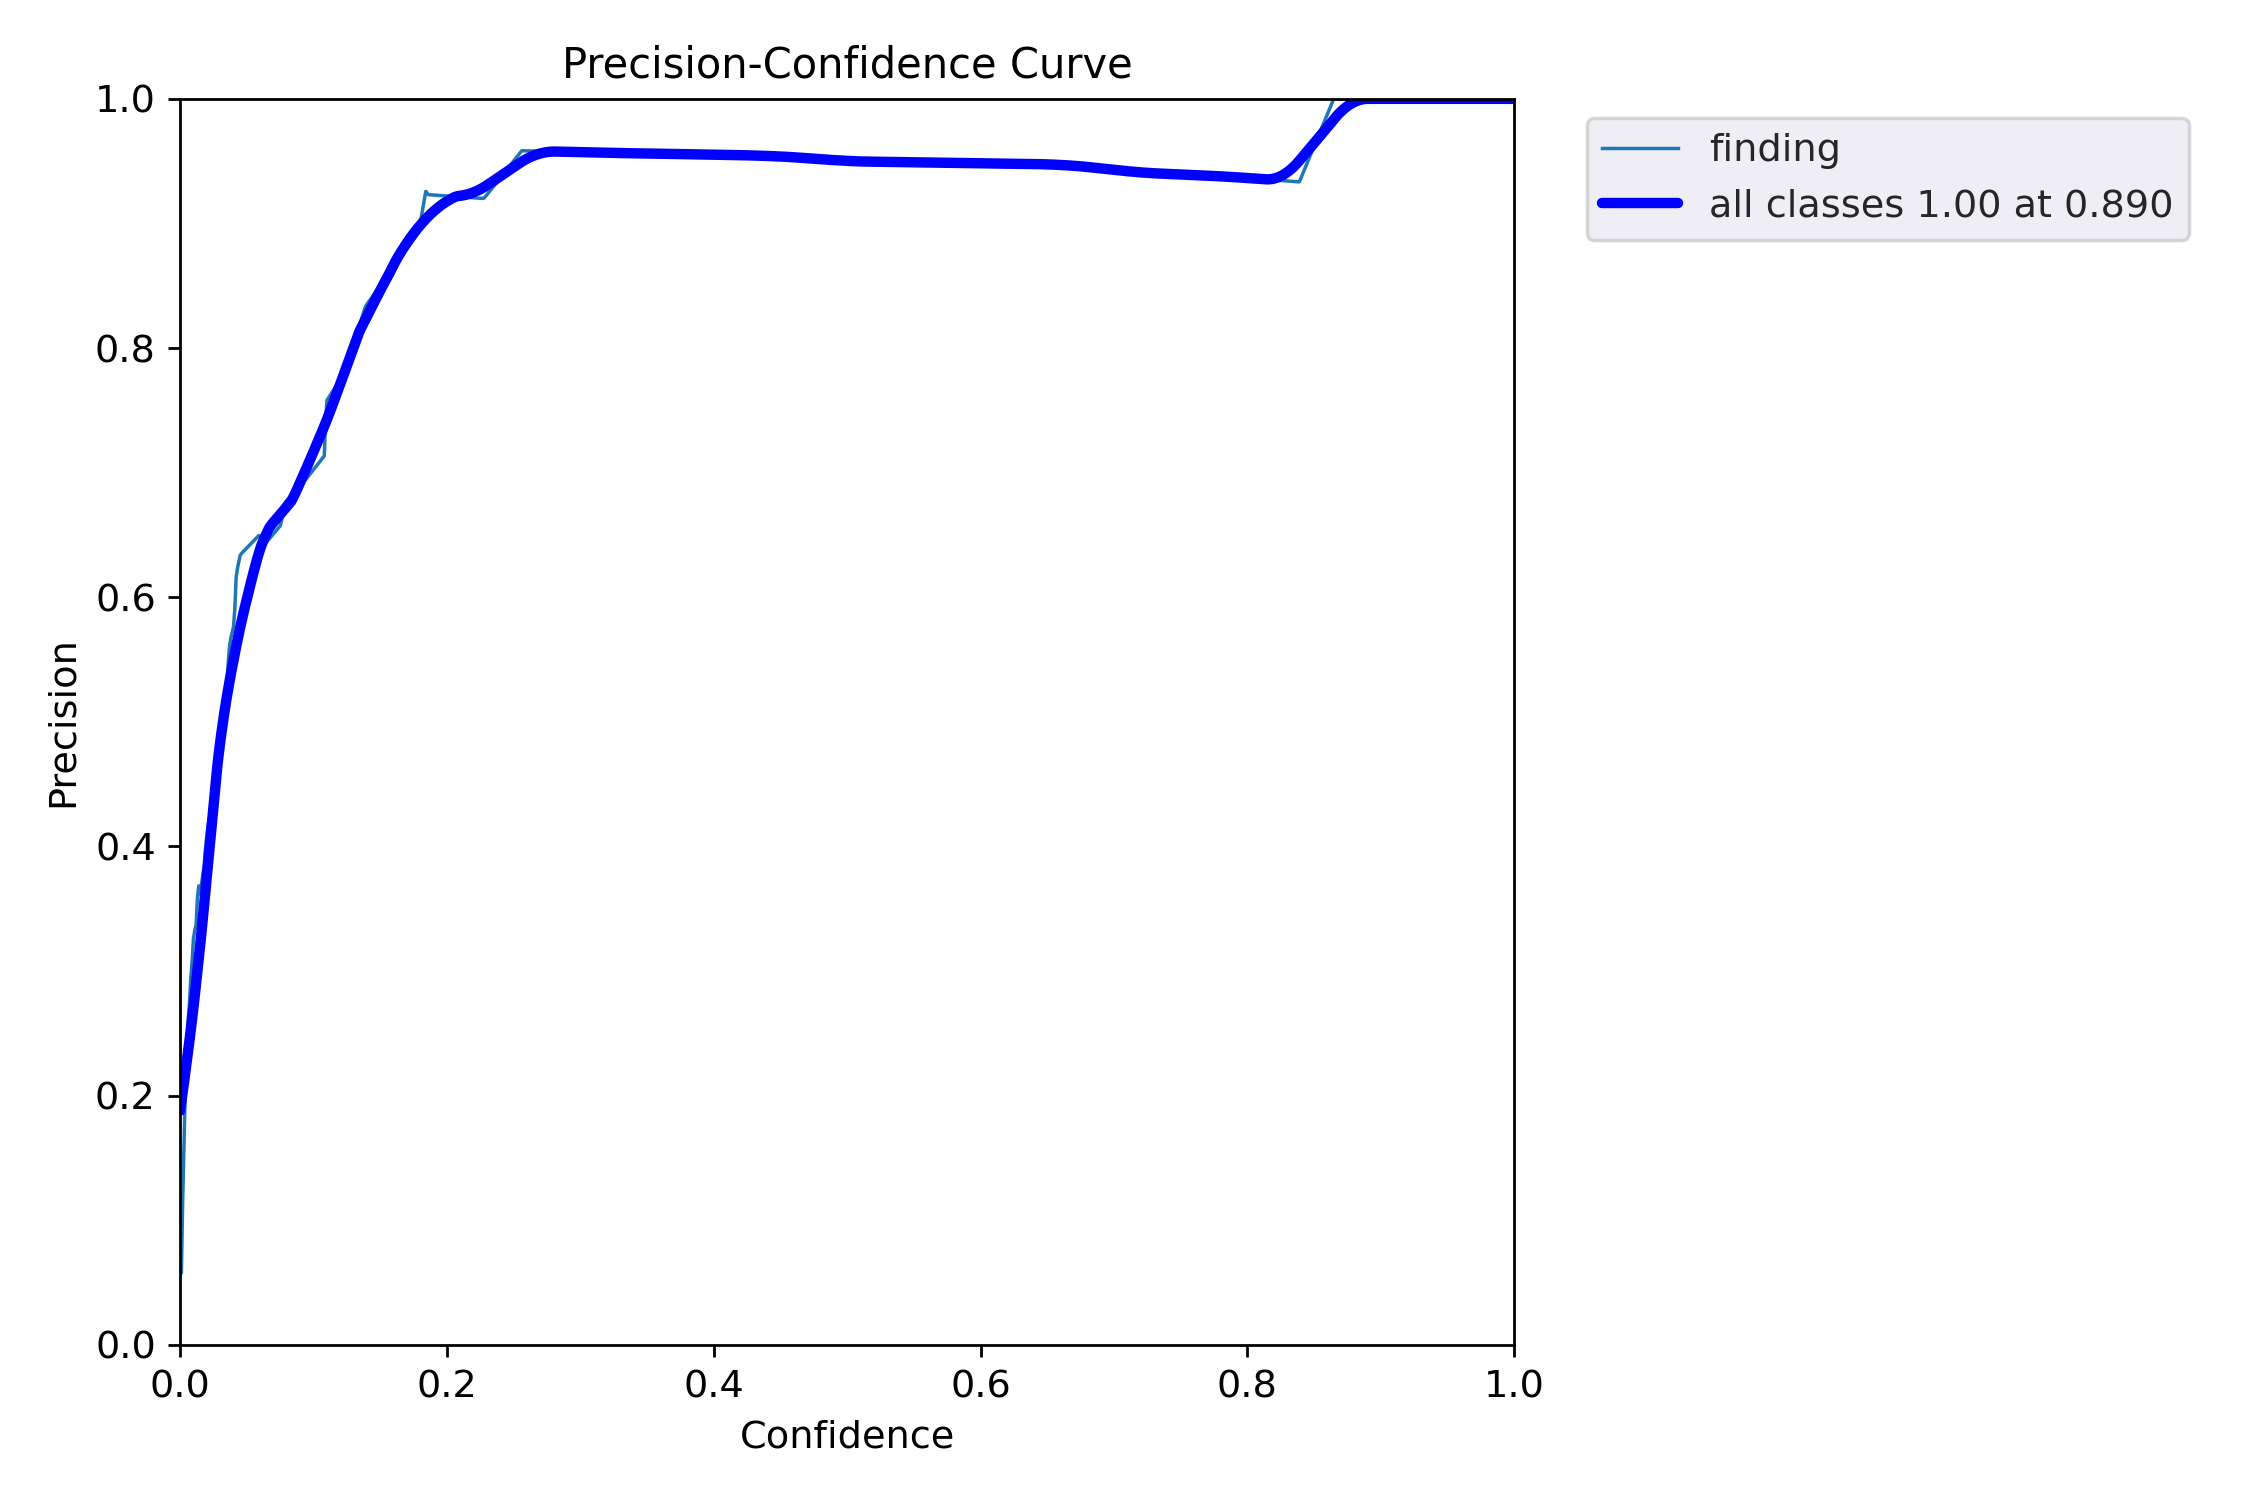 Precision-Confidence Curve
1.0
0.8
0.6
0.4
0.2
0.0
Precision
0.0 0.2 0.4 0.6 0.8 1.0
Confidence
finding
all classes 1.00 at 0.890